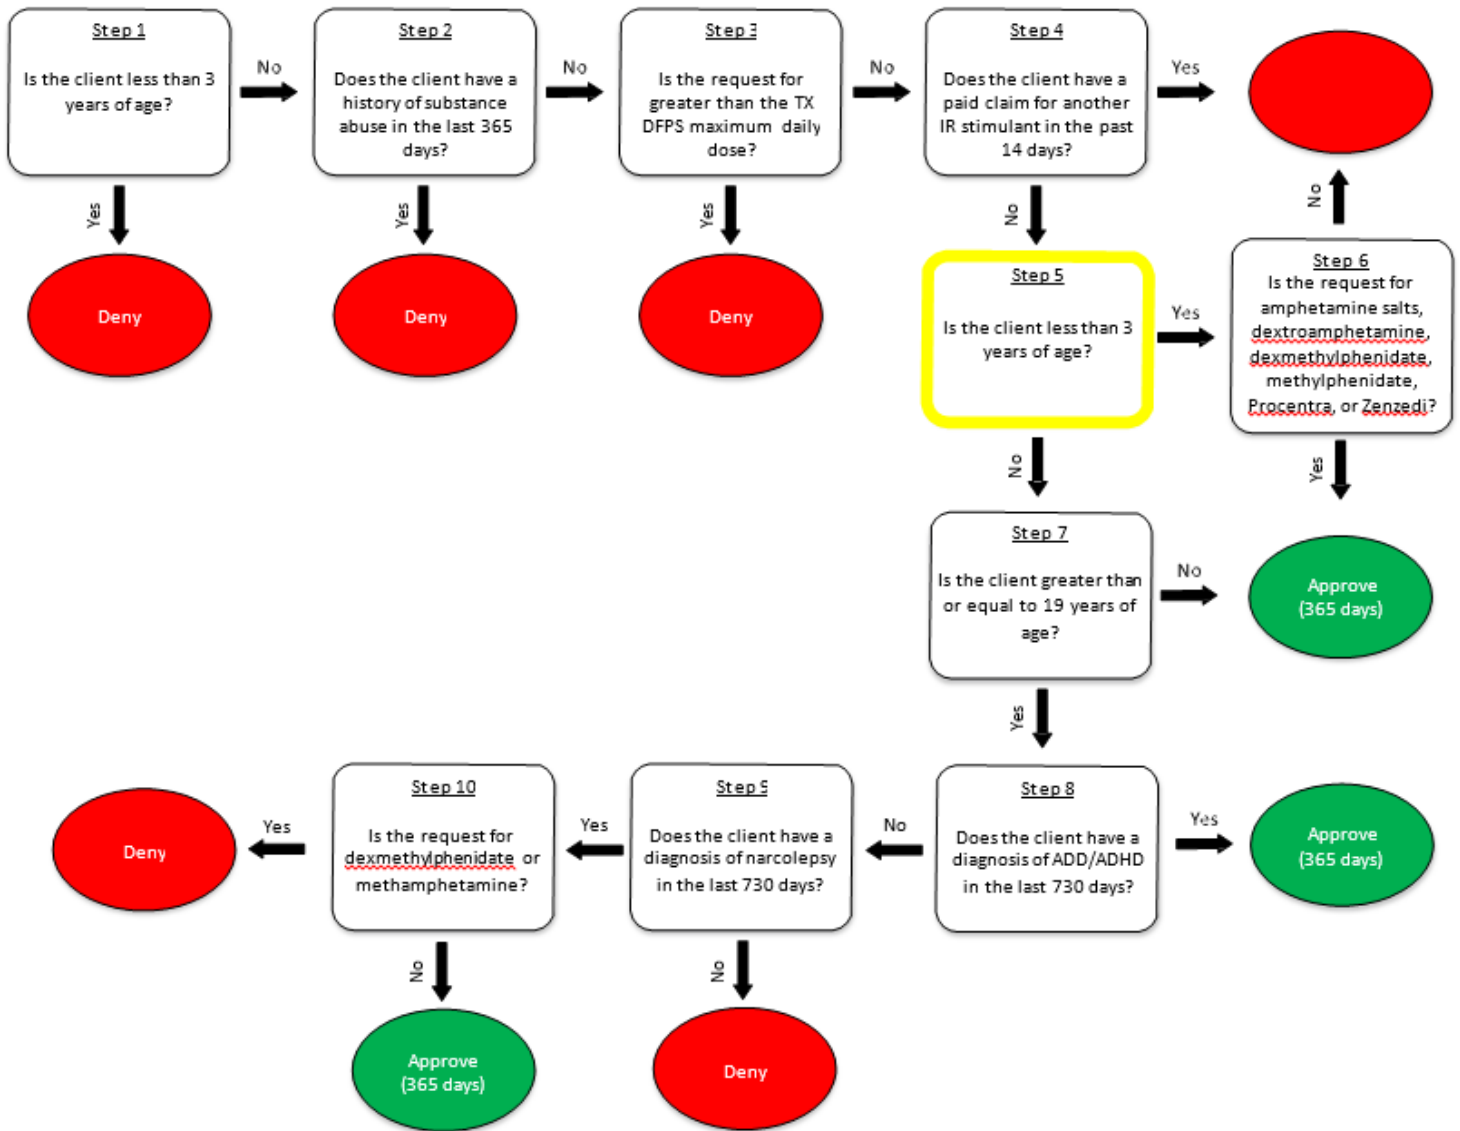 Step 1
Is the client less than 3
years of age?
No
Yes
Deny
Step 2
Does the client have a
history of substance
abuse in the last 365
days?
No
Yes
Deny
Step 3
Is the request for
greater than the TX
DFPS maximum daily
dose?
No
Yes
Deny
Step 4
Does the client have a
paid claim for another
IR stimulant in the past
14 days?
Yes
No
Step 5
Is the client less than 3
years of age?
Yes
No
Step 6
Is the request for
amphetamine salts,
dextroamphetamine,
dexmethylphenidate,
methylphenidate,
Procentra, or Zenzedi?
No
Yes
Approve
(365 days)
Step 7
Is the client greater than
or equal to 19 years of
age?
No
Yes
Step 8
Does the client have a
diagnosis of ADD/ADHD
in the last 730 days?
Yes
Approve
(365 days)
No
Step 9
Does the client have a
diagnosis of narcolepsy
in the last 730 days?
Yes
No
Deny
Step 10
Is the request for
dexmethylphenidate or
methamphetamine?
Yes
Deny
No
Approve
(365 days)